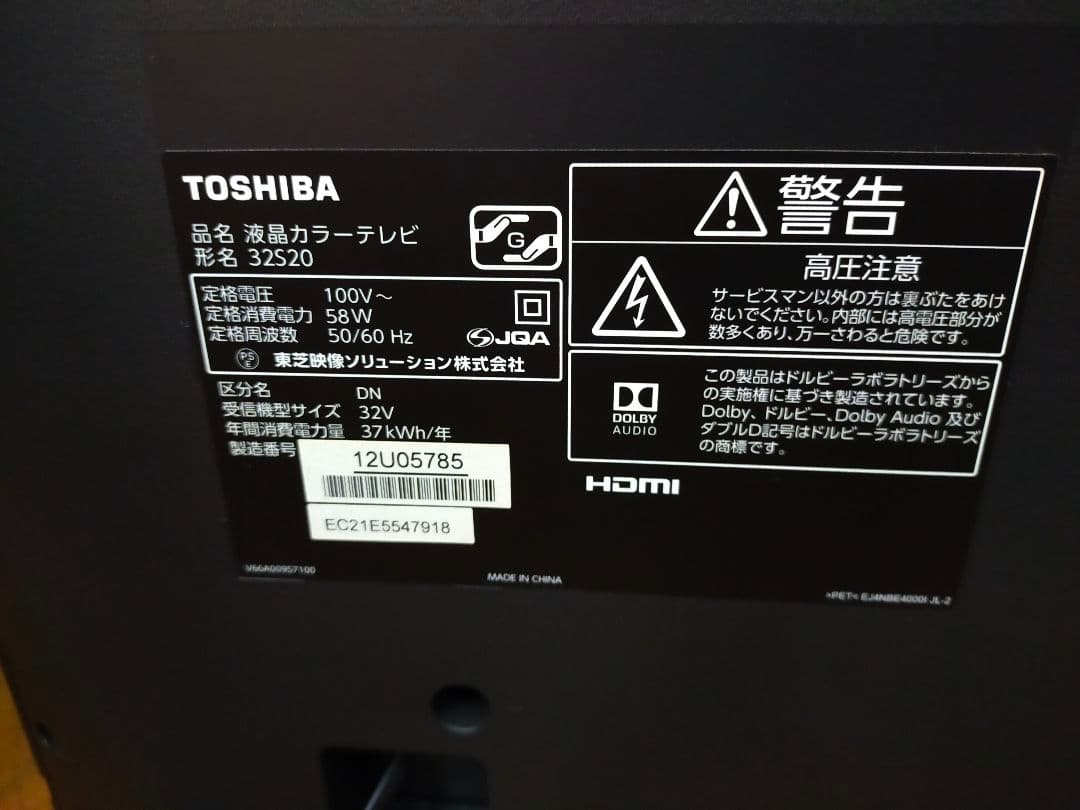 TOSHIBA
品名 液晶カラーテレビ
形名 32S20
G
定格電圧 100V～
定格消費電力 58W
定格周波数 50/60 Hz
JQA
PSE 東芝映像ソリューション株式会社
区分名 DN
受信機型サイズ 32V
年間消費電力量 37kWh/年
製造番号
12U05785
EC21E5547918
V66A00957100
MADE IN CHINA
警告
高圧注意
サービスマン以外の方は裏ぶたをあけ
ないでください。内部には高電圧部分が
数多くあり、万一さわると危険です。
DOLBY
AUDIO
この製品はドルビーラボラトリーズから
の実施権に基づき製造されています。
Dolby、ドルビー、Dolby Audio 及び
ダブルD記号はドルビーラボラトリーズ
の商標です。
HDMI
>PET< EJ4NBE4000I JL-2